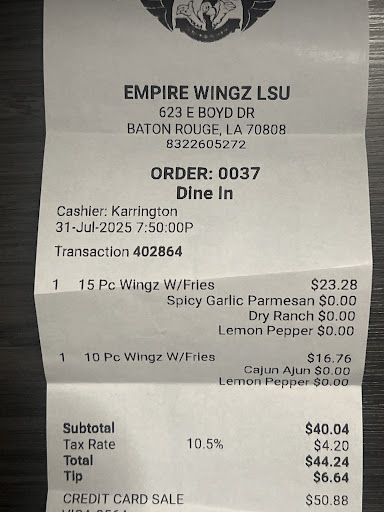 EMPIRE WINGZ LSU
623 E BOYD DR
BATON ROUGE, LA 70808
8322605272
ORDER: 0037
Dine In
Cashier: Karrington
31-Jul-2025 7:50:00P
Transaction 402864
1 15 Pc Wingz W/Fries $23.28
Spicy Garlic Parmesan $0.00
Dry Ranch $0.00
Lemon Pepper $0.00
1 10 Pc Wingz W/Fries $16.76
Cajun Ajun $0.00
Lemon Pepper $0.00
Subtotal $40.04
Tax Rate 10.5% $4.20
Total $44.24
Tip $6.64
CREDIT CARD SALE $50.88